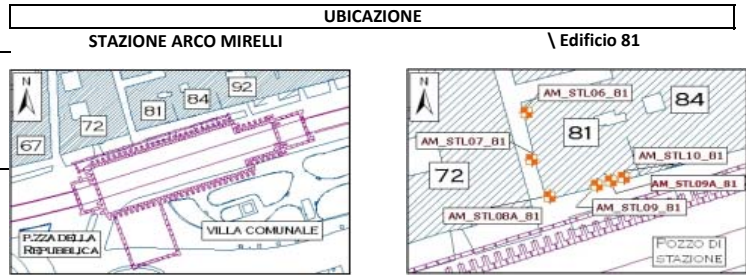 UBICAZIONE
STAZIONE ARCO MIRELLI
\ Edificio 81
N
92
84
81
72
67
P.ZZA DELLA
REPUBBLICA
VILLA COMUNALE
N
AM_STL06_81
84
81
AM_STL07_81
AM_STL10_81
72
AM_STL09A_81
AM_STL08A_81
AM_STL09_81
POZZO DI
STAZIONE